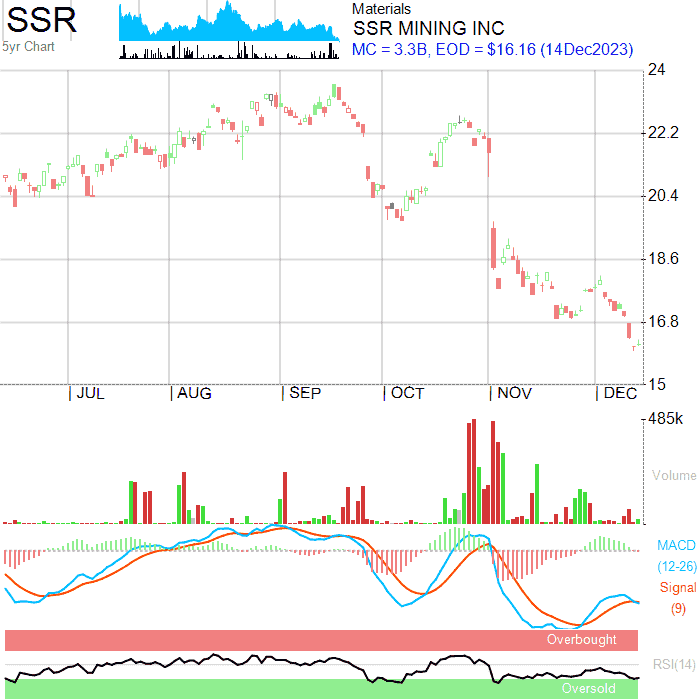 SSR
5yr Chart
Materials
SSR MINING INC
MC = 3.3B, EOD = $16.16 (14Dec2023)
24
22.2
20.4
18.6
16.8
15
JUL AUG SEP OCT NOV DEC
485k
Volume
MACD
(12-26)
Signal
(9)
Overbought
RSI(14)
Oversold